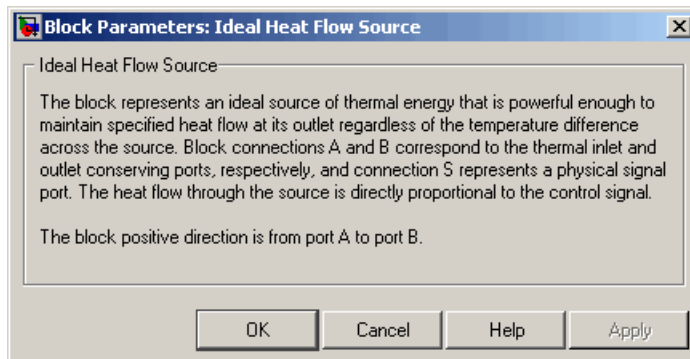 Block Parameters: Ideal Heat Flow Source
Ideal Heat Flow Source
The block represents an ideal source of thermal energy that is powerful enough to
maintain specified heat flow at its outlet regardless of the temperature difference
across the source. Block connections A and B correspond to the thermal inlet and
outlet conserving ports, respectively, and connection S represents a physical signal
port. The heat flow through the source is directly proportional to the control signal.
The block positive direction is from port A to port B.
OK Cancel Help Apply